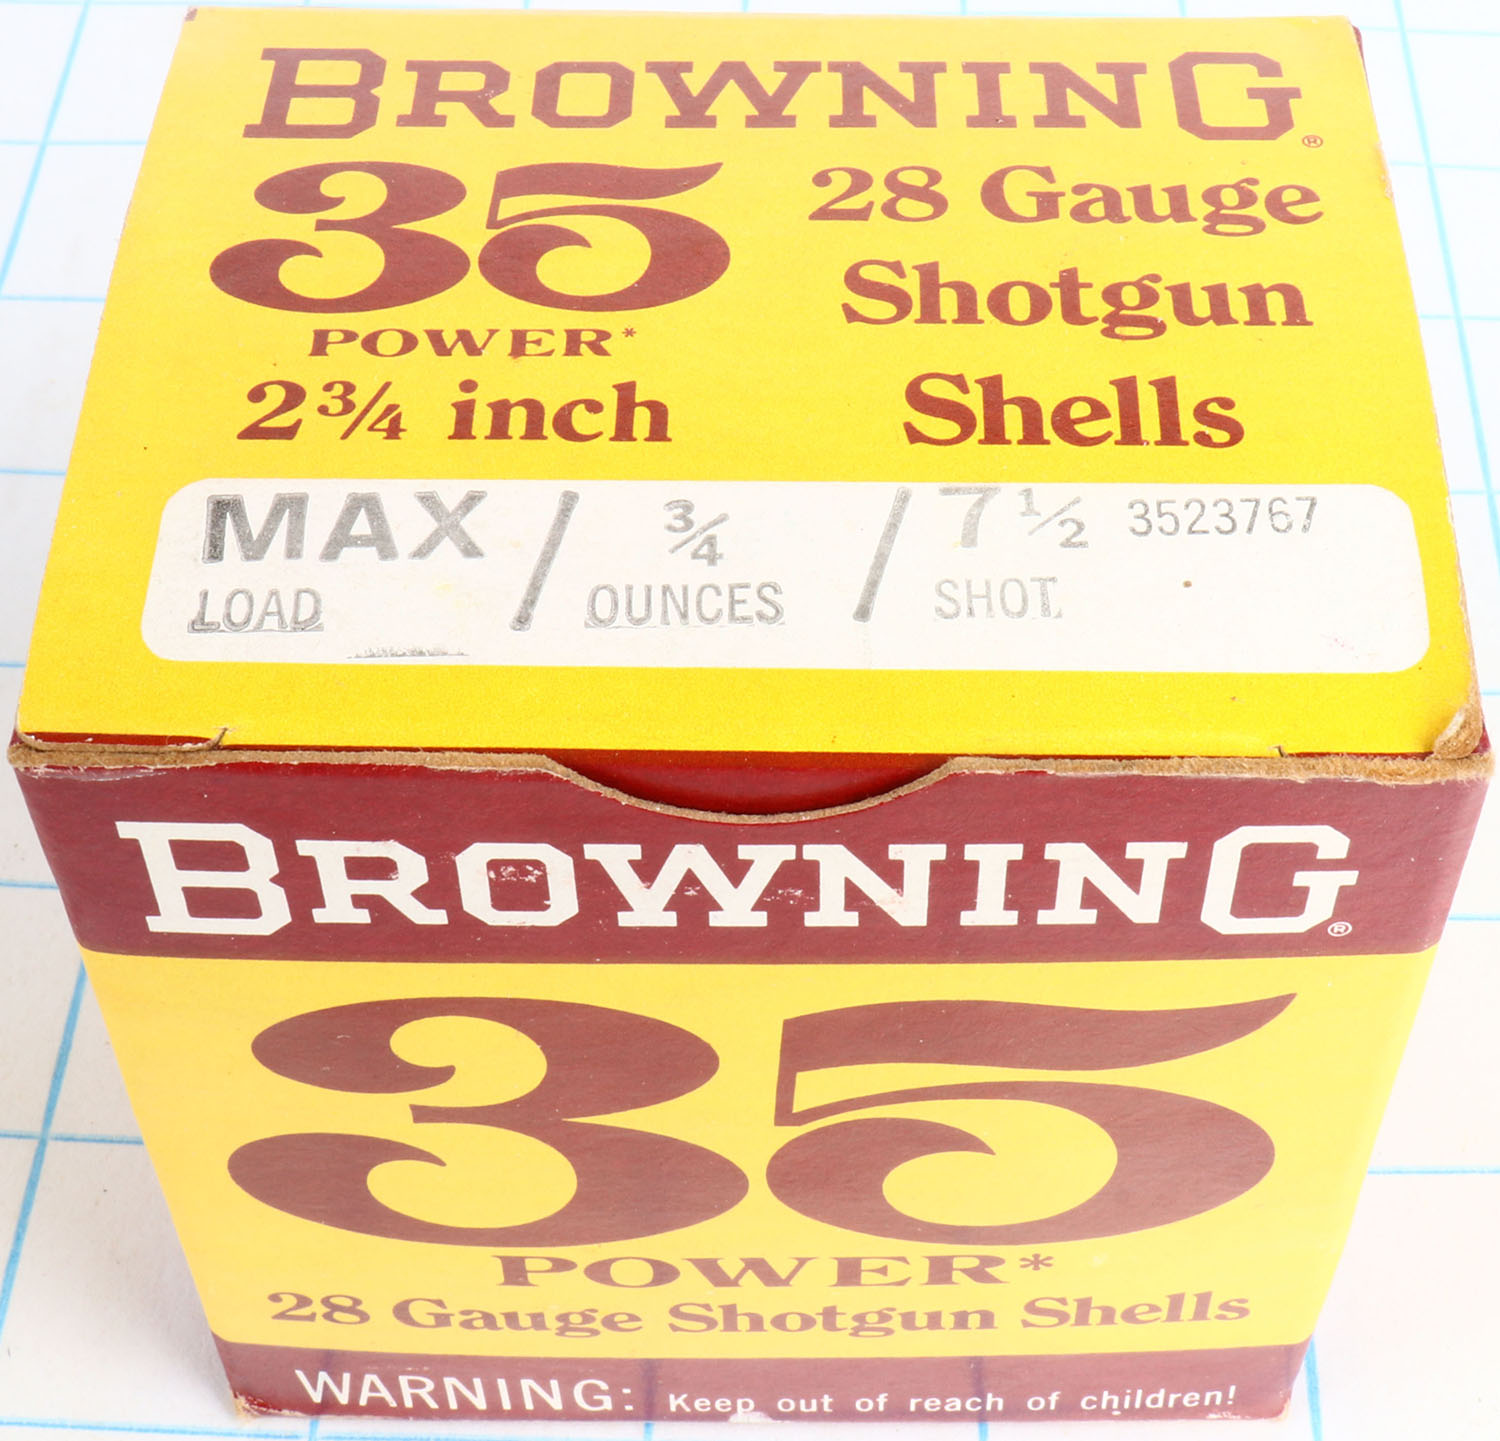 BROWNING®
35 28 Gauge
Shotgun
POWER*
2¾ inch Shells
MAX / ¾ / 7½ 3523767
LOAD OUNCES SHOT
BROWNING®
35
POWER*
28 Gauge Shotgun Shells
WARNING: Keep out of reach of children!